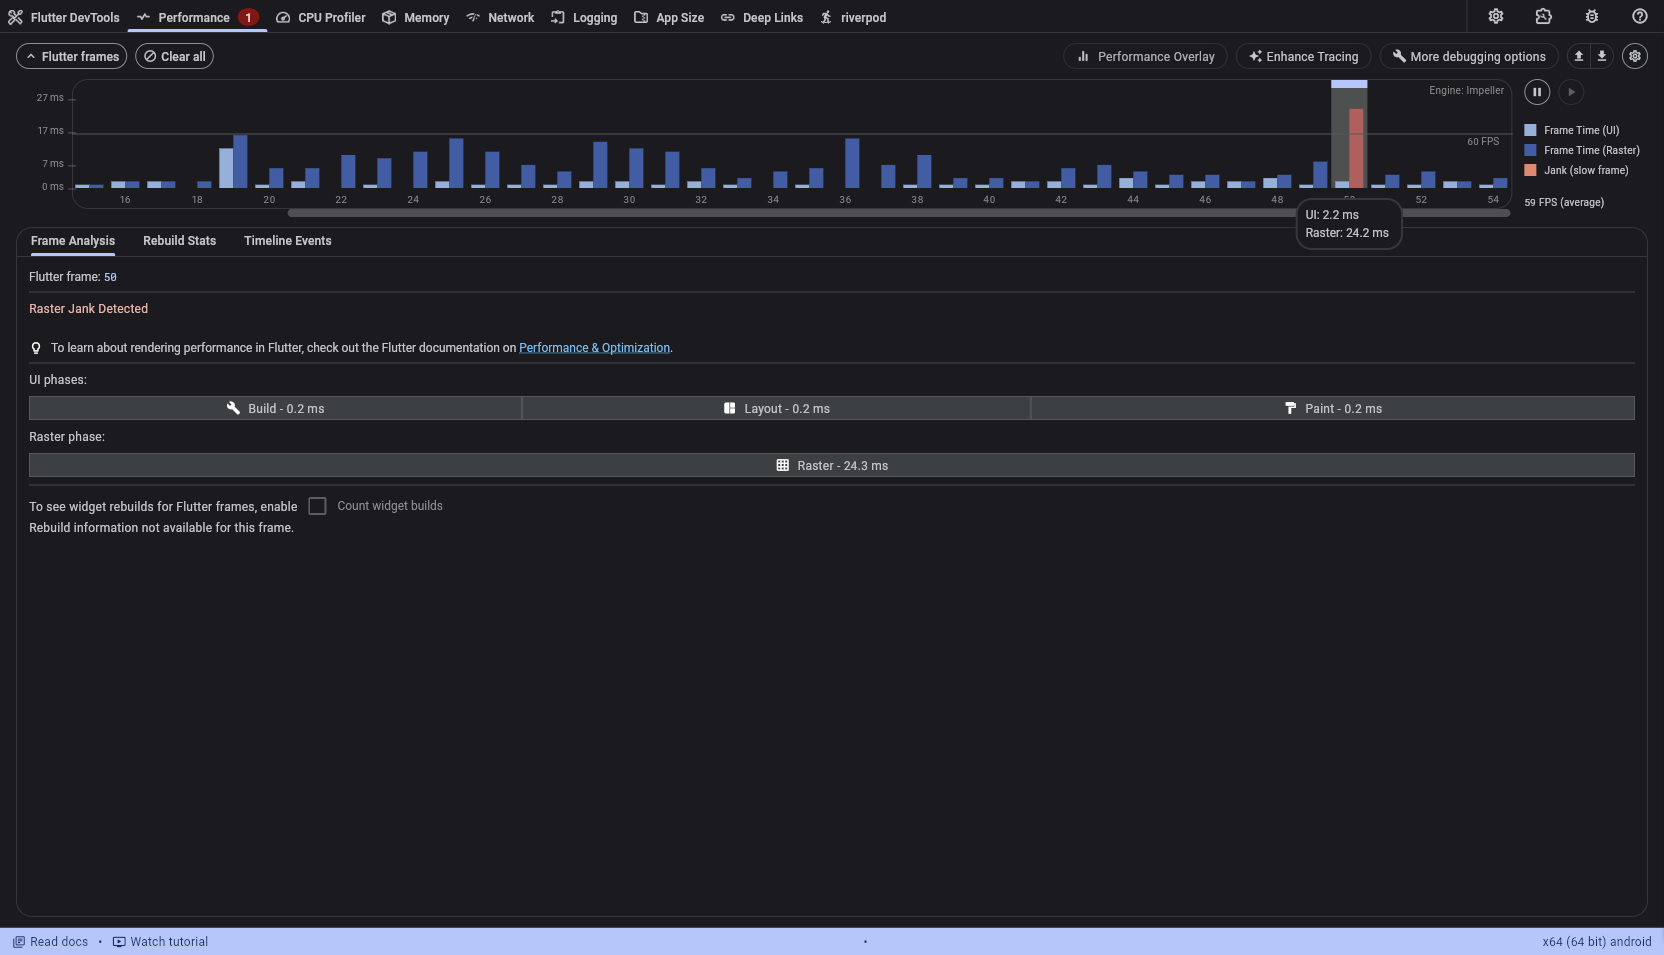 Flutter DevTools Performance 1 CPU Profiler Memory Network Logging App Size Deep Links riverpod
Flutter frames Clear all Performance Overlay Enhance Tracing More debugging options
27 ms
17 ms
7 ms
0 ms
Engine: Impeller
60 FPS
16 18 20 22 24 26 28 30 32 34 36 38 40 42 44 46 48 50 52 54
Frame Time (UI)
Frame Time (Raster)
Jank (slow frame)
59 FPS (average)
UI: 2.2 ms
Raster: 24.2 ms
Frame Analysis Rebuild Stats Timeline Events
Flutter frame: 50
Raster Jank Detected
To learn about rendering performance in Flutter, check out the Flutter documentation on Performance & Optimization.
UI phases:
Build - 0.2 ms Layout - 0.2 ms Paint - 0.2 ms
Raster phase:
Raster - 24.3 ms
To see widget rebuilds for Flutter frames, enable Count widget builds
Rebuild information not available for this frame.
Read docs • Watch tutorial • x64 (64 bit) android